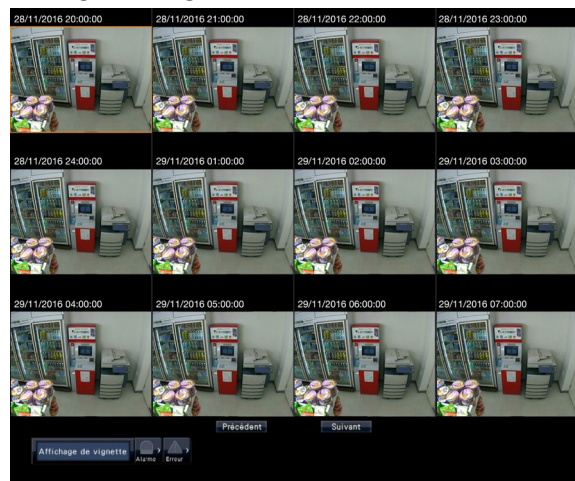 28/11/2016 20:00:00
28/11/2016 21:00:00
28/11/2016 22:00:00
28/11/2016 23:00:00
28/11/2016 24:00:00
29/11/2016 01:00:00
29/11/2016 02:00:00
29/11/2016 03:00:00
29/11/2016 04:00:00
29/11/2016 05:00:00
29/11/2016 06:00:00
29/11/2016 07:00:00
Précédent
Suivant
Affichage de vignette
Alarme
Erreur